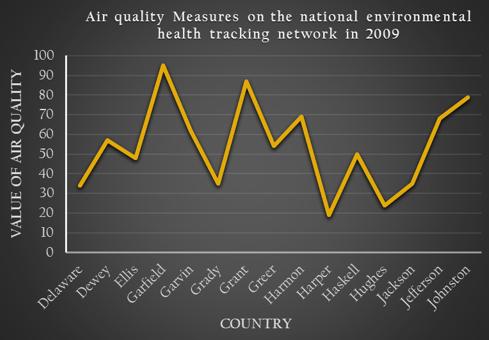 Air quality Measures on the national environmental
health tracking network in 2009
VALUE OF AIR QUALITY
100
90
80
70
60
50
40
30
20
10
0
Delaware
Dewey
Ellis
Garfield
Garvin
Grady
Grant
Greer
Harmon
Harper
Haskell
Hughes
Jackson
Jefferson
Johnston
COUNTRY